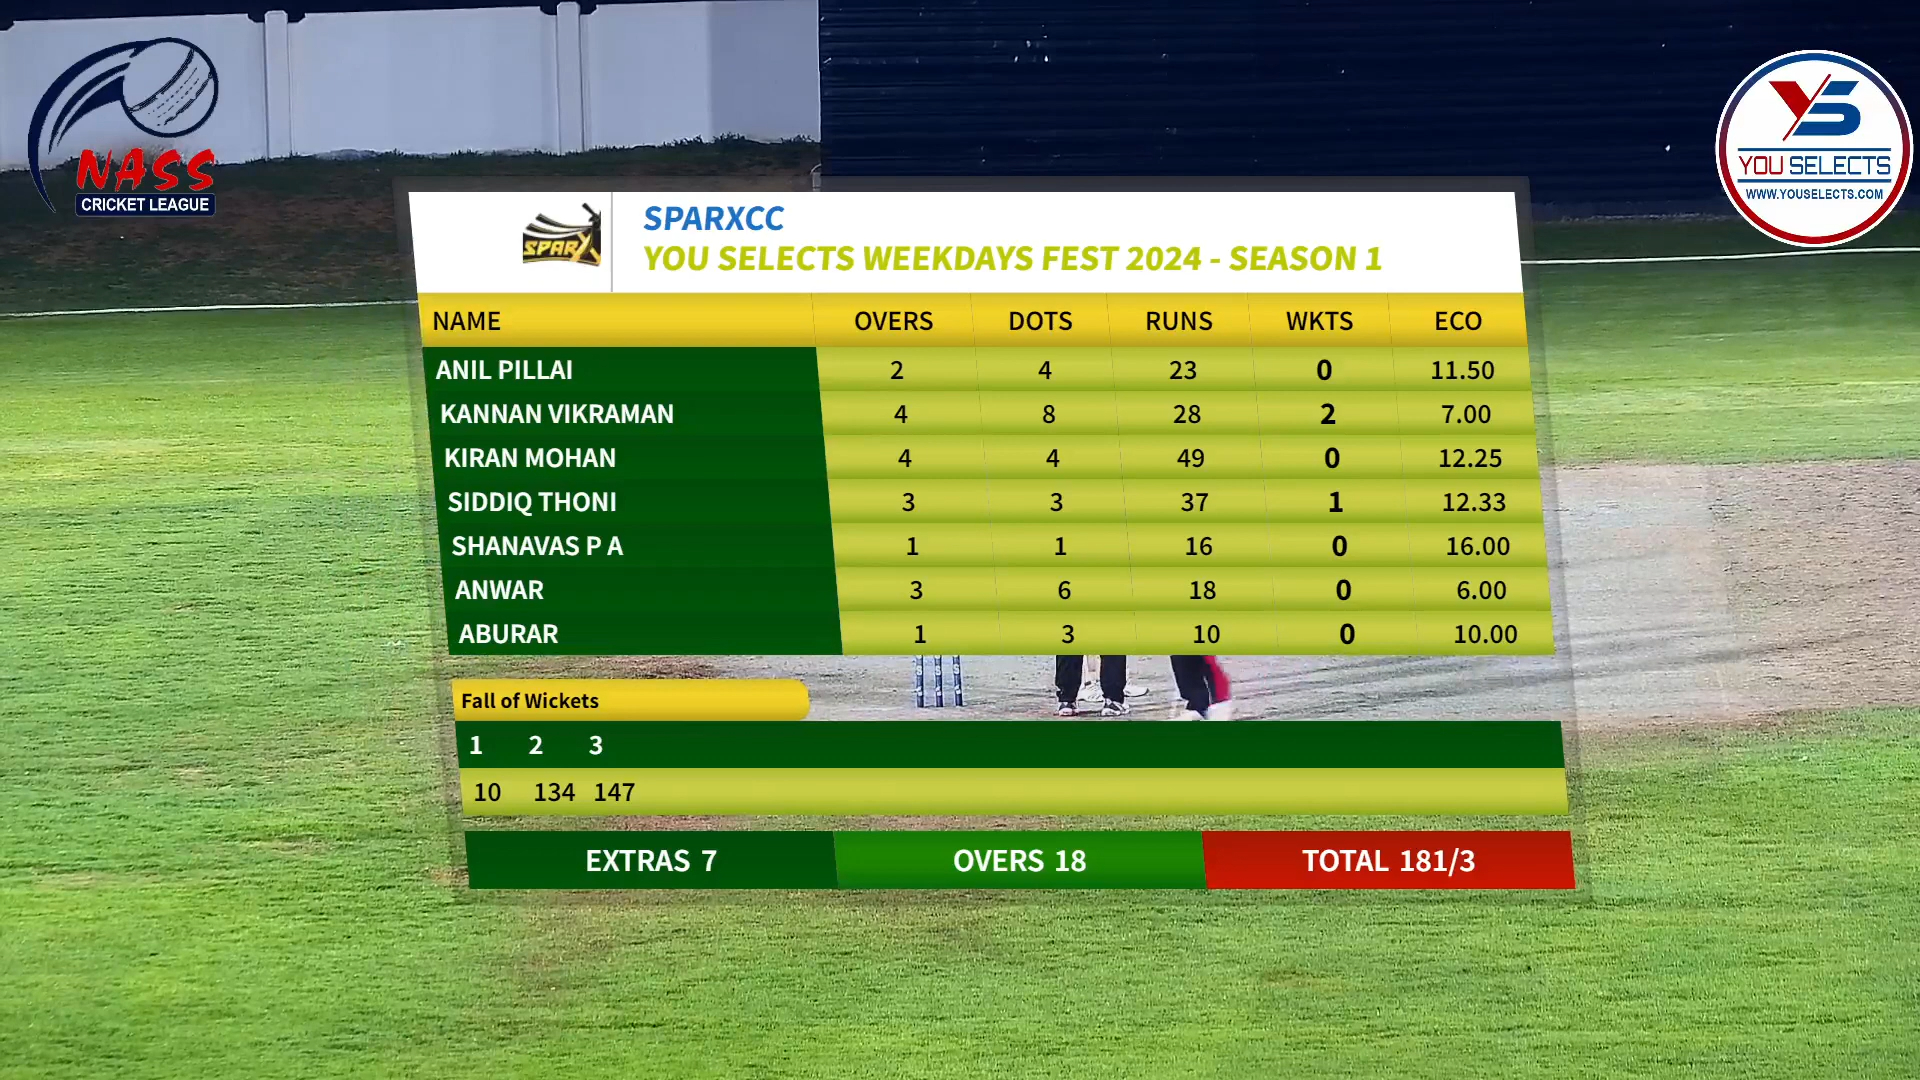 NASS
CRICKET LEAGUE
YS
YOU SELECTS
WWW.YOUSELECTS.COM
SPARX
SPARXCC
YOU SELECTS WEEKDAYS FEST 2024 - SEASON 1
NAME OVERS DOTS RUNS WKTS ECO
ANIL PILLAI 2 4 23 0 11.50
KANNAN VIKRAMAN 4 8 28 2 7.00
KIRAN MOHAN 4 4 49 0 12.25
SIDDIQ THONI 3 3 37 1 12.33
SHANAVAS P A 1 1 16 0 16.00
ANWAR 3 6 18 0 6.00
ABURAR 1 3 10 0 10.00
Fall of Wickets
1 2 3
10 134 147
EXTRAS 7 OVERS 18 TOTAL 181/3